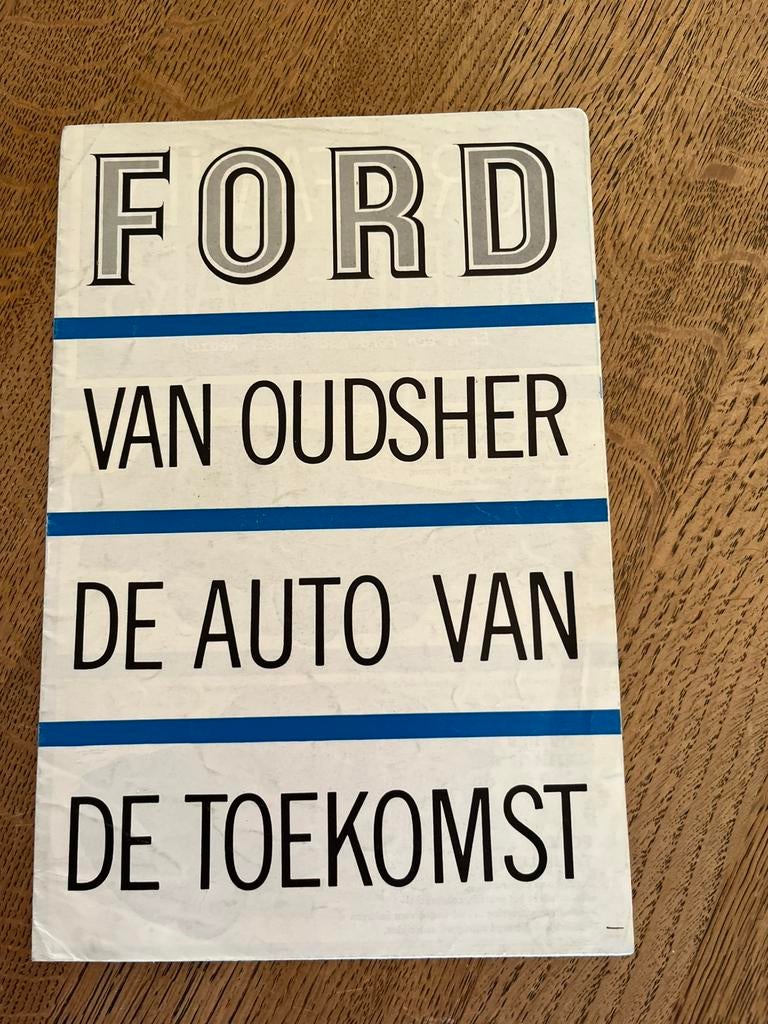 FORD
VAN OUDSHER
DE AUTO VAN
DE TOEKOMST